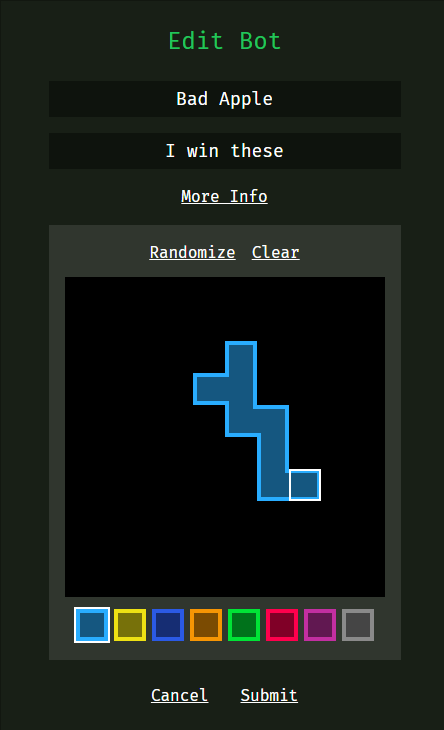 Edit Bot
Bad Apple
I win these
More Info
Randomize Clear
Cancel Submit